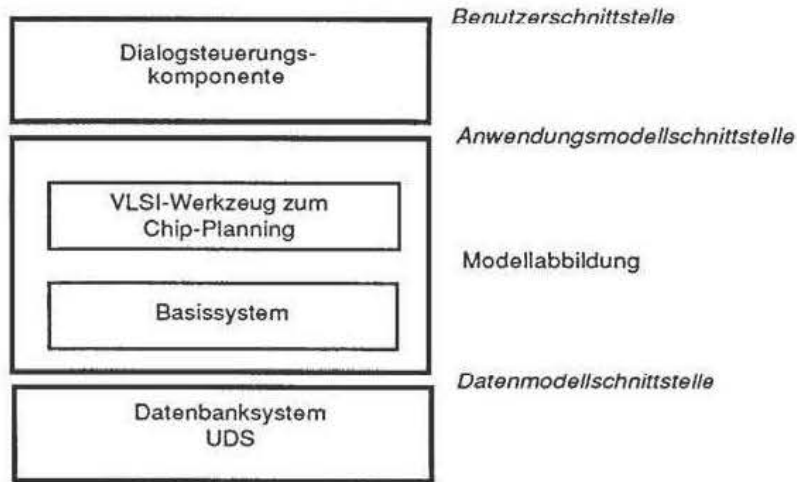 Benutzerschnittstelle
Dialogsteuerungs-
komponente
Anwendungsmodellschnittstelle
VLSI-Werkzeug zum
Chip-Planning
Modellabbildung
Basissystem
Datenmodellschnittstelle
Datenbanksystem
UDS